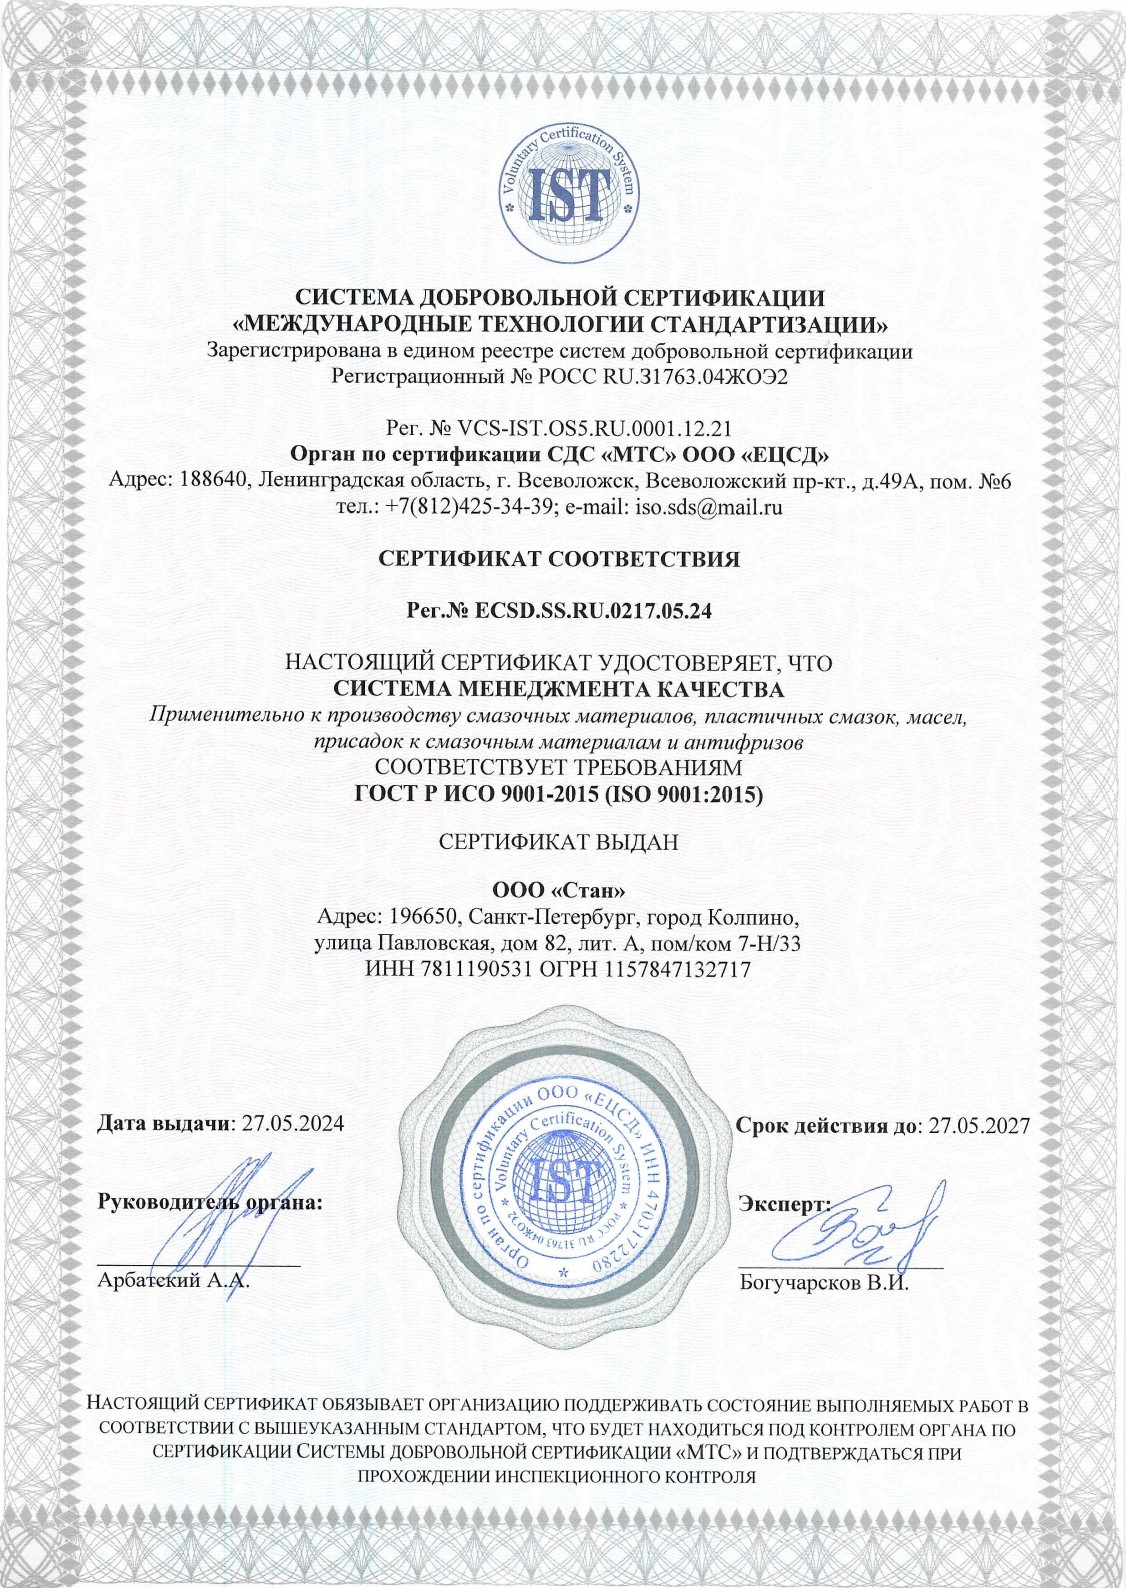 Voluntary Certification System
IST
СИСТЕМА ДОБРОВОЛЬНОЙ СЕРТИФИКАЦИИ
«МЕЖДУНАРОДНЫЕ ТЕХНОЛОГИИ СТАНДАРТИЗАЦИИ»
Зарегистрирована в едином реестре систем добровольной сертификации
Регистрационный № РОСС RU.31763.04ЖОЭ2
Рег. № VCS-IST.OS5.RU.0001.12.21
Орган по сертификации СДС «МТС» ООО «ЕЦСД»
Адрес: 188640, Ленинградская область, г. Всеволожск, Всеволожский пр-кт., д.49А, пом. №6
тел.: +7(812)425-34-39; e-mail: iso.sds@mail.ru
СЕРТИФИКАТ СООТВЕТСТВИЯ
Рег.№ ECSD.SS.RU.0217.05.24
НАСТОЯЩИЙ СЕРТИФИКАТ УДОСТОВЕРЯЕТ, ЧТО
СИСТЕМА МЕНЕДЖМЕНТА КАЧЕСТВА
Применительно к производству смазочных материалов, пластичных смазок, масел,
присадок к смазочным материалам и антифризов
СООТВЕТСТВУЕТ ТРЕБОВАНИЯМ
ГОСТ Р ИСО 9001-2015 (ISO 9001:2015)
СЕРТИФИКАТ ВЫДАН
ООО «Стан»
Адрес: 196650, Санкт-Петербург, город Колпино,
улица Павловская, дом 82, лит. А, пом/ком 7-Н/33
ИНН 7811190531 ОГРН 1157847132717
Дата выдачи: 27.05.2024
Срок действия до: 27.05.2027
Орган по сертификации ООО «ЕЦСД» ИНН 4703172280
Voluntary Certification System
РОСС RU 31763 04ЖОЭ2
IST
Руководитель органа:
Эксперт:
Арбатский А.А.
Богучарсков В.И.
НАСТОЯЩИЙ СЕРТИФИКАТ ОБЯЗЫВАЕТ ОРГАНИЗАЦИЮ ПОДДЕРЖИВАТЬ СОСТОЯНИЕ ВЫПОЛНЯЕМЫХ РАБОТ В
СООТВЕТСТВИИ С ВЫШЕУКАЗАННЫМ СТАНДАРТОМ, ЧТО БУДЕТ НАХОДИТЬСЯ ПОД КОНТРОЛЕМ ОРГАНА ПО
СЕРТИФИКАЦИИ СИСТЕМЫ ДОБРОВОЛЬНОЙ СЕРТИФИКАЦИИ «МТС» И ПОДТВЕРЖДАТЬСЯ ПРИ
ПРОХОЖДЕНИИ ИНСПЕКЦИОННОГО КОНТРОЛЯ